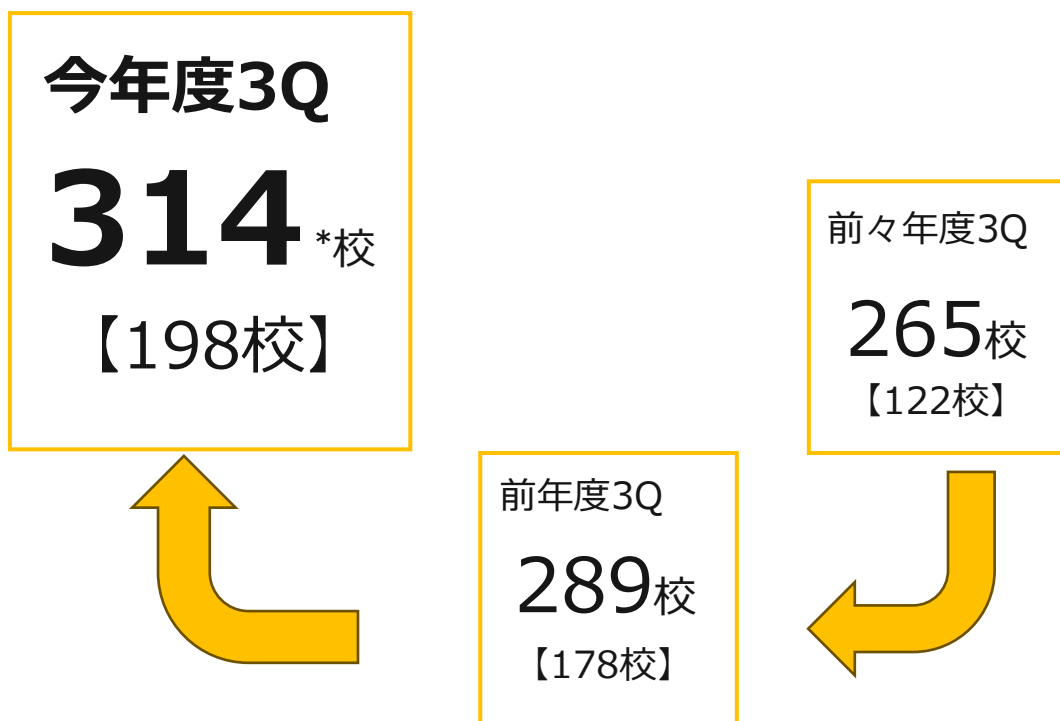 今年度3Q
314*校
【198校】
前々年度3Q
265校
【122校】
前年度3Q
289校
【178校】